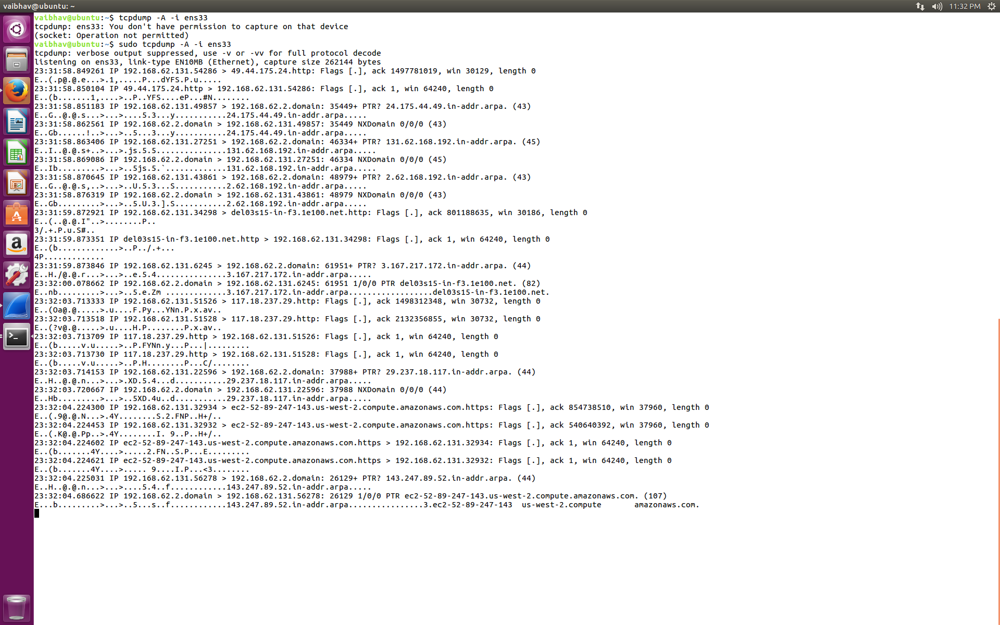 vaibhav@ubuntu: ~
11:32 PM
vaibhav@ubuntu:~$ tcpdump -A -i ens33
tcpdump: ens33: You don't have permission to capture on that device
(socket: Operation not permitted)
vaibhav@ubuntu:~$ sudo tcpdump -A -i ens33
tcpdump: verbose output suppressed, use -v or -vv for full protocol decode
listening on ens33, link-type EN10MB (Ethernet), capture size 262144 bytes
23:31:58.849261 IP 192.168.62.131.54286 > 49.44.175.24.http: Flags [.], ack 1497781019, win 30129, length 0
E..(.p@.@.e...>.1,.....P...dYFS.P.u.....
23:31:58.850104 IP 49.44.175.24.http > 192.168.62.131.54286: Flags [.], ack 1, win 64240, length 0
E..(b.......1,....>..P..YFS....eP...#N........
23:31:58.851183 IP 192.168.62.131.49857 > 192.168.62.2.domain: 35449+ PTR? 24.175.44.49.in-addr.arpa. (43)
E..G..@.@.s...>...>....5.3...y...........24.175.44.49.in-addr.arpa.....
23:31:58.862561 IP 192.168.62.2.domain > 192.168.62.131.49857: 35449 NXDomain 0/0/0 (43)
E..Gb......!..>...>..5...3...y...........24.175.44.49.in-addr.arpa.....
23:31:58.863406 IP 192.168.62.131.27251 > 192.168.62.2.domain: 46334+ PTR? 131.62.168.192.in-addr.arpa. (45)
E..I..@.@.s+..>...>.js.5.5...............131.62.168.192.in-addr.arpa.....
23:31:58.869086 IP 192.168.62.2.domain > 192.168.62.131.27251: 46334 NXDomain 0/0/0 (45)
E..Ib.........>...>..5js.5.`.............131.62.168.192.in-addr.arpa.....
23:31:58.870645 IP 192.168.62.131.43861 > 192.168.62.2.domain: 48979+ PTR? 2.62.168.192.in-addr.arpa. (43)
E..G..@.@.s,..>...>..U.5.3...S...........2.62.168.192.in-addr.arpa.....
23:31:58.876319 IP 192.168.62.2.domain > 192.168.62.131.43861: 48979 NXDomain 0/0/0 (43)
E..Gb.........>...>..5.U.3.].S...........2.62.168.192.in-addr.arpa.....
23:31:59.872921 IP 192.168.62.131.34298 > del03s15-in-f3.1e100.net.http: Flags [.], ack 801188635, win 30186, length 0
E..(..@.@.I"..>........P..
3/.+.P.u.S#..
23:31:59.873351 IP del03s15-in-f3.1e100.net.http > 192.168.62.131.34298: Flags [.], ack 1, win 64240, length 0
E..(b.............>..P../.+...
4P.............
23:31:59.873846 IP 192.168.62.131.6245 > 192.168.62.2.domain: 61951+ PTR? 3.167.217.172.in-addr.arpa. (44)
E..H./@.@.r...>...>..e.5.4...............3.167.217.172.in-addr.arpa.....
23:32:00.078662 IP 192.168.62.2.domain > 192.168.62.131.6245: 61951 1/0/0 PTR del03s15-in-f3.1e100.net. (82)
E..nb.........>...>..5.e.Zm .............3.167.217.172.in-addr.arpa..................del03s15-in-f3.1e100.net.
23:32:03.713333 IP 192.168.62.131.51526 > 117.18.237.29.http: Flags [.], ack 1498312348, win 30732, length 0
E..(Oa@.@.....>.u....F.Py...YNn.P.x.av..
23:32:03.713518 IP 192.168.62.131.51528 > 117.18.237.29.http: Flags [.], ack 2132356855, win 30732, length 0
E..(?v@.@.....>.u....H.P........P.x.av..
23:32:03.713709 IP 117.18.237.29.http > 192.168.62.131.51526: Flags [.], ack 1, win 64240, length 0
E..(b.....v.u.....>..P.FYNn.y...P...|.........
23:32:03.713730 IP 117.18.237.29.http > 192.168.62.131.51528: Flags [.], ack 1, win 64240, length 0
E..(b.....v.u.....>..P.H........P...C/........
23:32:03.714153 IP 192.168.62.131.22596 > 192.168.62.2.domain: 37988+ PTR? 29.237.18.117.in-addr.arpa. (44)
E..H..@.@.n...>...>.XD.5.4...d...........29.237.18.117.in-addr.arpa.....
23:32:03.720667 IP 192.168.62.2.domain > 192.168.62.131.22596: 37988 NXDomain 0/0/0 (44)
E..Hb.........>...>..5XD.4u..d...........29.237.18.117.in-addr.arpa.....
23:32:04.224300 IP 192.168.62.131.32934 > ec2-52-89-247-143.us-west-2.compute.amazonaws.com.https: Flags [.], ack 854738510, win 37960, length 0
E..(.9@.@.N...>.4Y........S.2.FNP..H+/..
23:32:04.224453 IP 192.168.62.131.32932 > ec2-52-89-247-143.us-west-2.compute.amazonaws.com.https: Flags [.], ack 540640392, win 37960, length 0
E..(.K@.@.Pp..>.4Y........I. 9..P..H+/..
23:32:04.224602 IP ec2-52-89-247-143.us-west-2.compute.amazonaws.com.https > 192.168.62.131.32934: Flags [.], ack 1, win 64240, length 0
E..(b.......4Y....>.....2.FN..S.P...E.........
23:32:04.224621 IP ec2-52-89-247-143.us-west-2.compute.amazonaws.com.https > 192.168.62.131.32932: Flags [.], ack 1, win 64240, length 0
E..(b.......4Y....>..... 9....I.P...<3........
23:32:04.225031 IP 192.168.62.131.56278 > 192.168.62.2.domain: 26129+ PTR? 143.247.89.52.in-addr.arpa. (44)
E..H..@.@.n...>...>....5.4..f............143.247.89.52.in-addr.arpa.....
23:32:04.686622 IP 192.168.62.2.domain > 192.168.62.131.56278: 26129 1/0/0 PTR ec2-52-89-247-143.us-west-2.compute.amazonaws.com. (107)
E...b.........>...>..5...s..f............143.247.89.52.in-addr.arpa................3.ec2-52-89-247-143  us-west-2.compute       amazonaws.com.